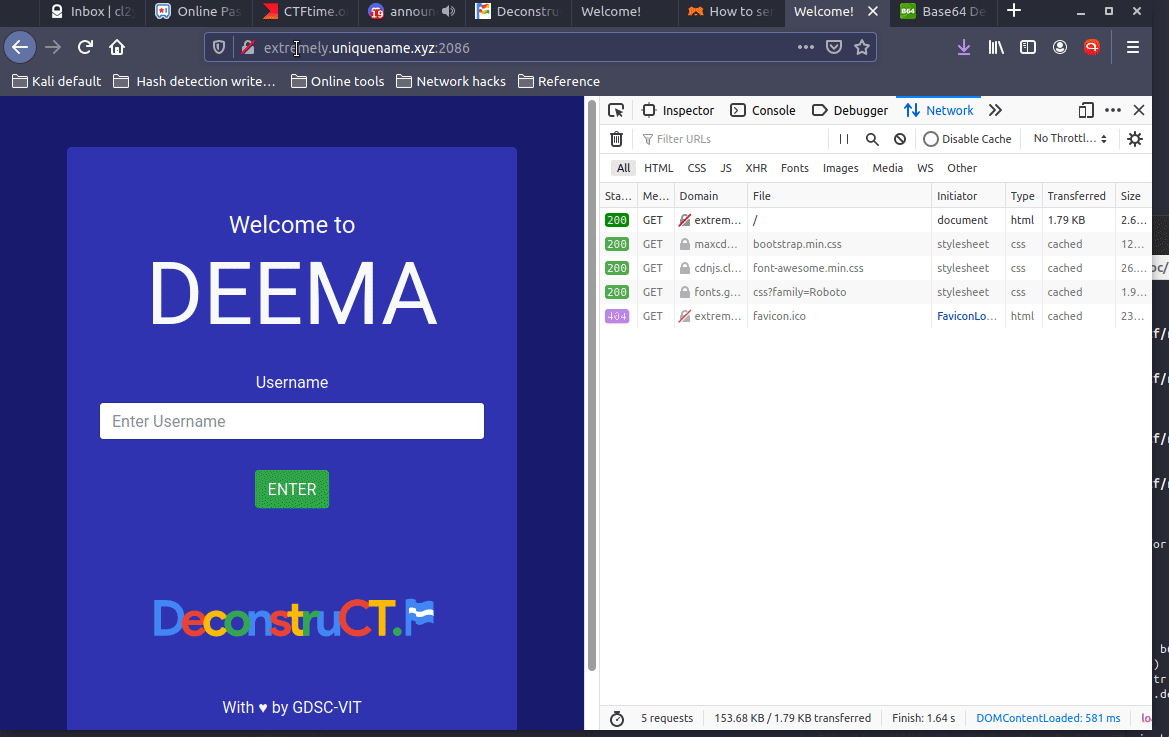 Inbox | cl2
Online Pas
CTFtime.o
announ
Deconstru
Welcome!
How to ser
Welcome!
Base64 De
extremely.uniquename.xyz:2086
Kali default
Hash detection write...
Online tools
Network hacks
Reference
Welcome to
DEEMA
Username
Enter Username
ENTER
DeconstruCT.F
With ♥ by GDSC-VIT
Inspector Console Debugger Network
Filter URLs Disable Cache No Throttl...
All HTML CSS JS XHR Fonts Images Media WS Other
Sta... Me... Domain File Initiator Type Transferred Size
200 GET extrem... / document html 1.79 KB 2.6...
200 GET maxcd... bootstrap.min.css stylesheet css cached 12...
200 GET cdnjs.cl... font-awesome.min.css stylesheet css cached 26....
200 GET fonts.g... css?family=Roboto stylesheet css cached 1.9...
404 GET extrem... favicon.ico FaviconLo... html cached 23...
5 requests 153.68 KB / 1.79 KB transferred Finish: 1.64 s DOMContentLoaded: 581 ms